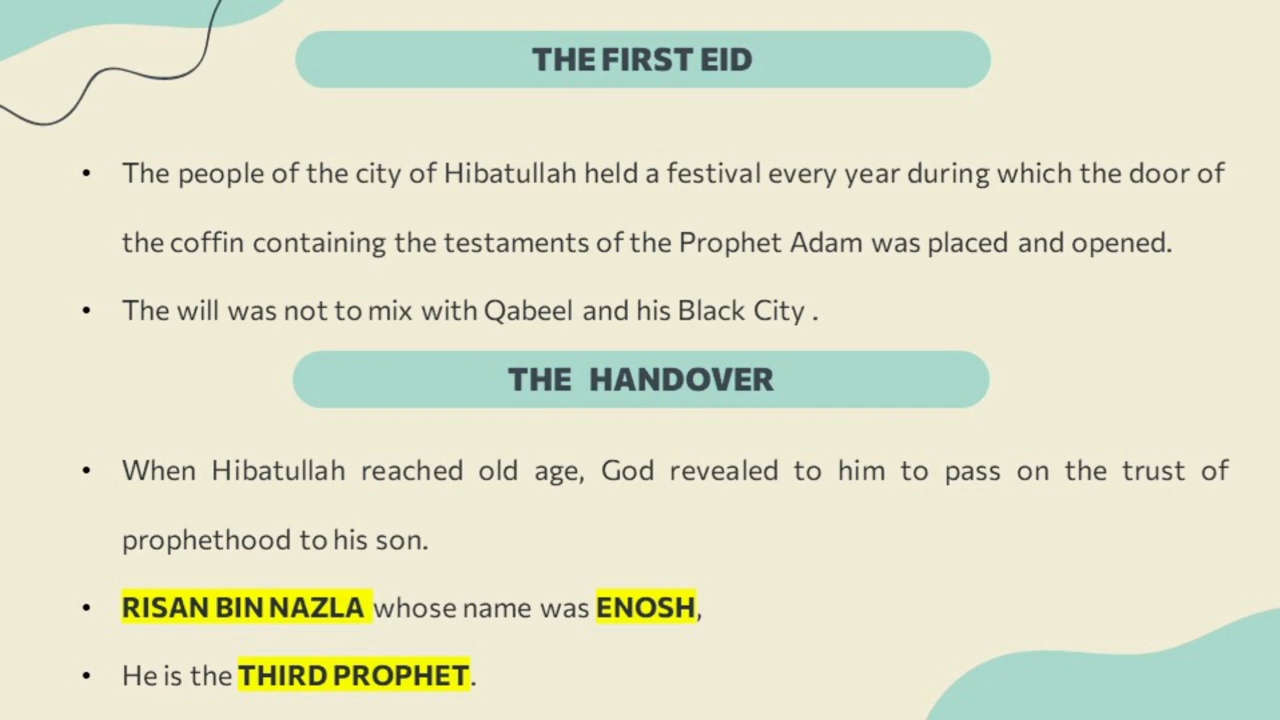 THE FIRST EID
• The people of the city of Hibatullah held a festival every year during which the door of
the coffin containing the testaments of the Prophet Adam was placed and opened.
• The will was not to mix with Qabeel and his Black City .
THE HANDOVER
• When Hibatullah reached old age, God revealed to him to pass on the trust of
prophethood to his son.
• RISAN BIN NAZLA whose name was ENOSH,
• He is the THIRD PROPHET.